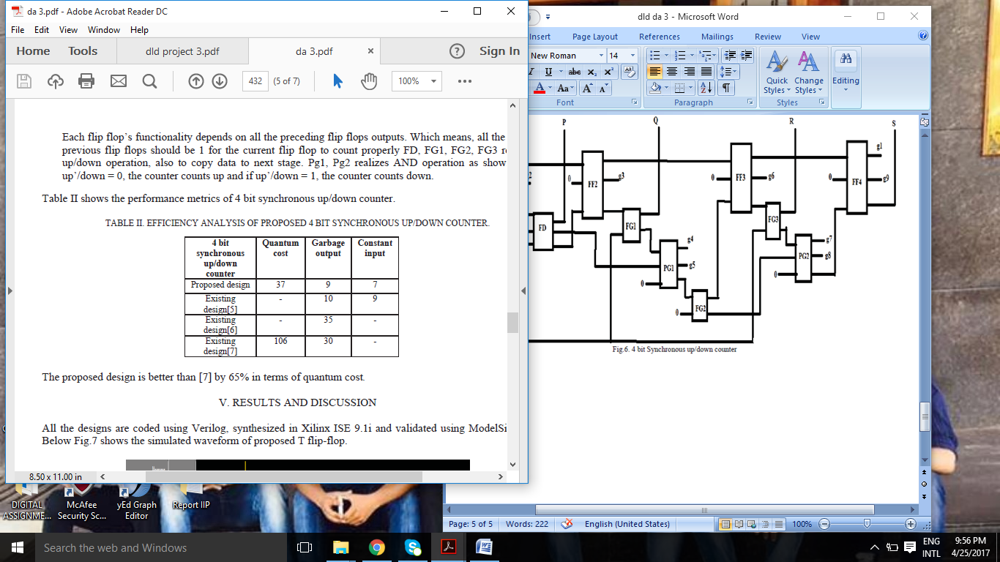 da 3.pdf - Adobe Acrobat Reader DC
File Edit View Window Help
Home Tools dld project 3.pdf da 3.pdf × ? Sign In
432 (5 of 7) 100%
Each flip flop's functionality depends on all the preceding flip flops outputs. Which means, all the
previous flip flops should be 1 for the current flip flop to count properly FD, FG1, FG2, FG3
up/down operation, also to copy data to next stage. Pg1, Pg2 realizes AND operation as show
up'/down = 0, the counter counts up and if up'/down = 1, the counter counts down.
Table II shows the performance metrics of 4 bit synchronous up/down counter.
TABLE II. EFFICIENCY ANALYSIS OF PROPOSED 4 BIT SYNCHRONOUS UP/DOWN COUNTER.
4 bit Quantum Garbage Constant
synchronous cost output input
up/down
counter
Proposed design 37 9 7
Existing - 10 9
design[5]
Existing - 35 -
design[6]
Existing 106 30 -
design[7]
The proposed design is better than [7] by 65% in terms of quantum cost.
V. RESULTS AND DISCUSSION
All the designs are coded using Verilog, synthesized in Xilinx ISE 9.1i and validated using ModelSi
Below Fig.7 shows the simulated waveform of proposed T flip-flop.
8.50 x 11.00 in
dld da 3 - Microsoft Word
Insert Page Layout References Mailings Review View
New Roman 14
I U abc X₂ X² Aa A A
Quick Styles Change Styles Editing
Font Paragraph Styles
P Q R S
g1
0 FF2 g3 0 FF3 g6 0 FF4 g9
FD FG1 FG3
g4 g7
PG1 g5 PG2 g8
0 0
0 FG2
Fig.6. 4 bit Synchronous up/down counter
Page: 5 of 5 Words: 222 English (United States) 100%
DIGITAL McAfee yEd Graph Report IIP
ASSIGNME... Security Sc... Editor
Search the web and Windows
ENG 9:56 PM
INTL 4/25/2017